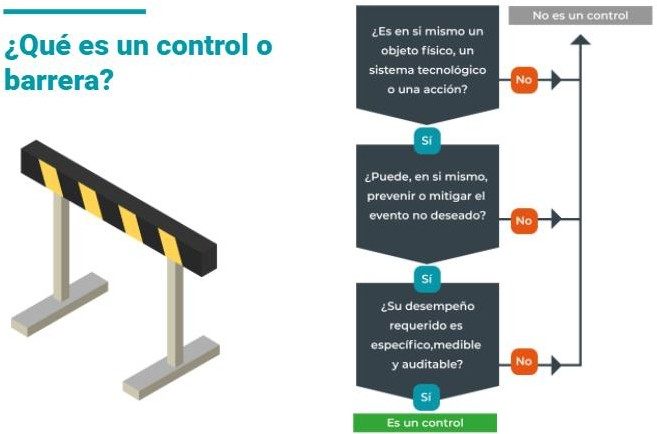 ¿Qué es un control o
barrera?
No es un control
¿Es en si mismo un
objeto físico, un
sistema tecnológico
o una acción?
No
Sí
¿Puede, en si mismo,
prevenir o mitigar el
evento no deseado?
No
Sí
¿Su desempeño
requerido es
específico,medible
y auditable?
No
Sí
Es un control